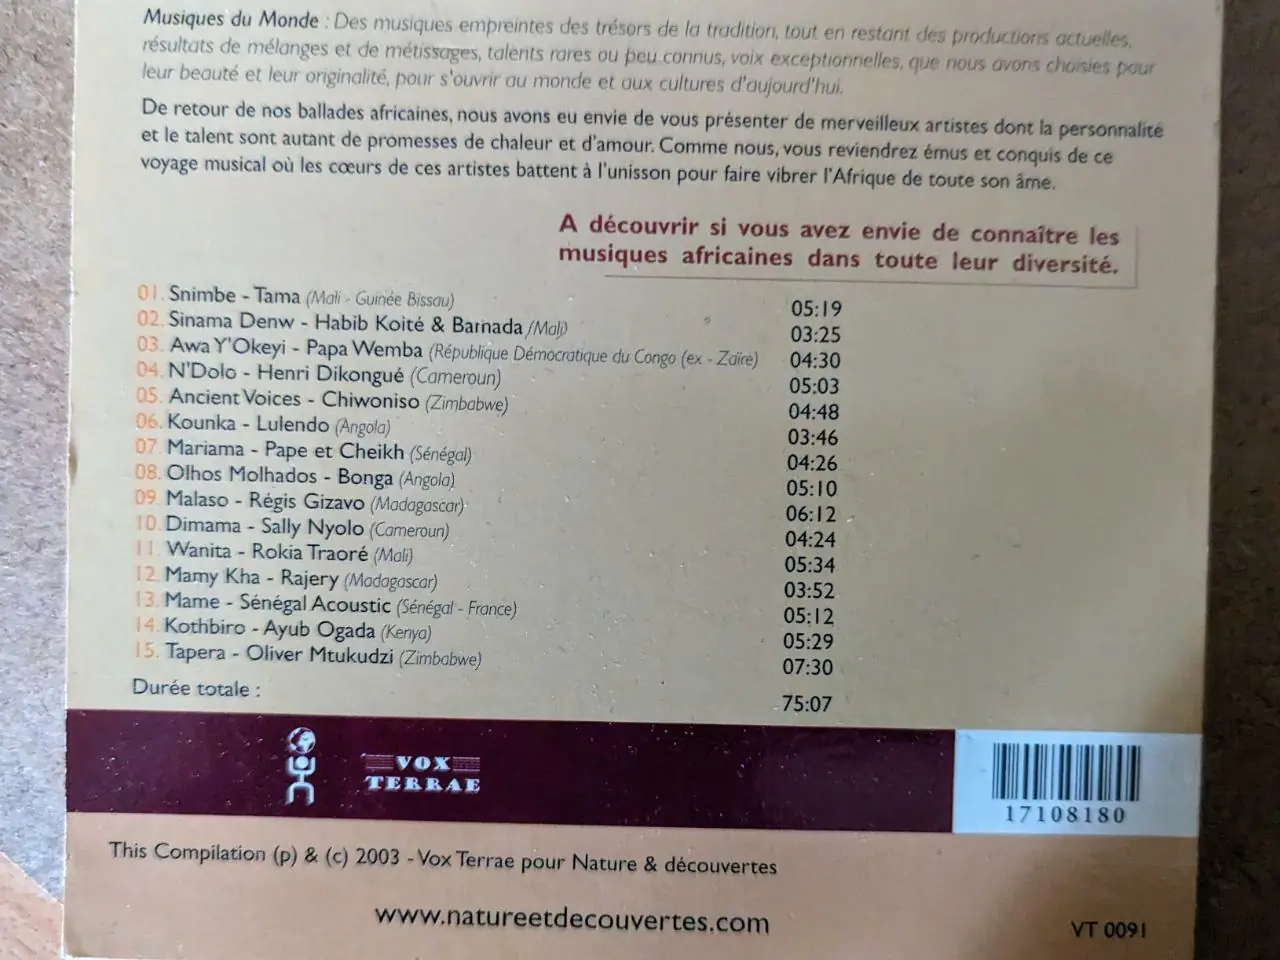 Musiques du Monde : Des musiques empreintes des trésors de la tradition, tout en restant des productions actuelles,
résultats de mélanges et de métissages, talents rares ou peu connus, voix exceptionnelles, que nous avons choisies pour
leur beauté et leur originalité, pour s'ouvrir au monde et aux cultures d'aujourd'hui.
De retour de nos ballades africaines, nous avons eu envie de vous présenter de merveilleux artistes dont la personnalité
et le talent sont autant de promesses de chaleur et d'amour. Comme nous, vous reviendrez émus et conquis de ce
voyage musical où les cœurs de ces artistes battent à l'unisson pour faire vibrer l'Afrique de toute son âme.
A découvrir si vous avez envie de connaître les
musiques africaines dans toute leur diversité.
01. Snimbe - Tama (Mali - Guinée Bissau) 05:19
02. Sinama Denw - Habib Koité & Bamada (Mali) 03:25
03. Awa Y'Okeyi - Papa Wemba (République Démocratique du Congo (ex - Zaïre) 04:30
04. N'Dolo - Henri Dikongué (Cameroun) 05:03
05. Ancient Voices - Chiwoniso (Zimbabwe) 04:48
06. Kounka - Lulendo (Angola) 03:46
07. Mariama - Pape et Cheikh (Sénégal) 04:26
08. Olhos Molhados - Bonga (Angola) 05:10
09. Malaso - Régis Gizavo (Madagascar) 06:12
10. Dimama - Sally Nyolo (Cameroun) 04:24
11. Wanita - Rokia Traoré (Mali) 05:34
12. Mamy Kha - Rajery (Madagascar) 03:52
13. Mame - Sénégal Acoustic (Sénégal - France) 05:12
14. Kothbiro - Ayub Ogada (Kenya) 05:29
15. Tapera - Oliver Mtukudzi (Zimbabwe) 07:30
Durée totale : 75:07
VOX
TERRAE
17108180
This Compilation (p) & (c) 2003 - Vox Terrae pour Nature & découvertes
www.natureetdecouvertes.com
VT 0091